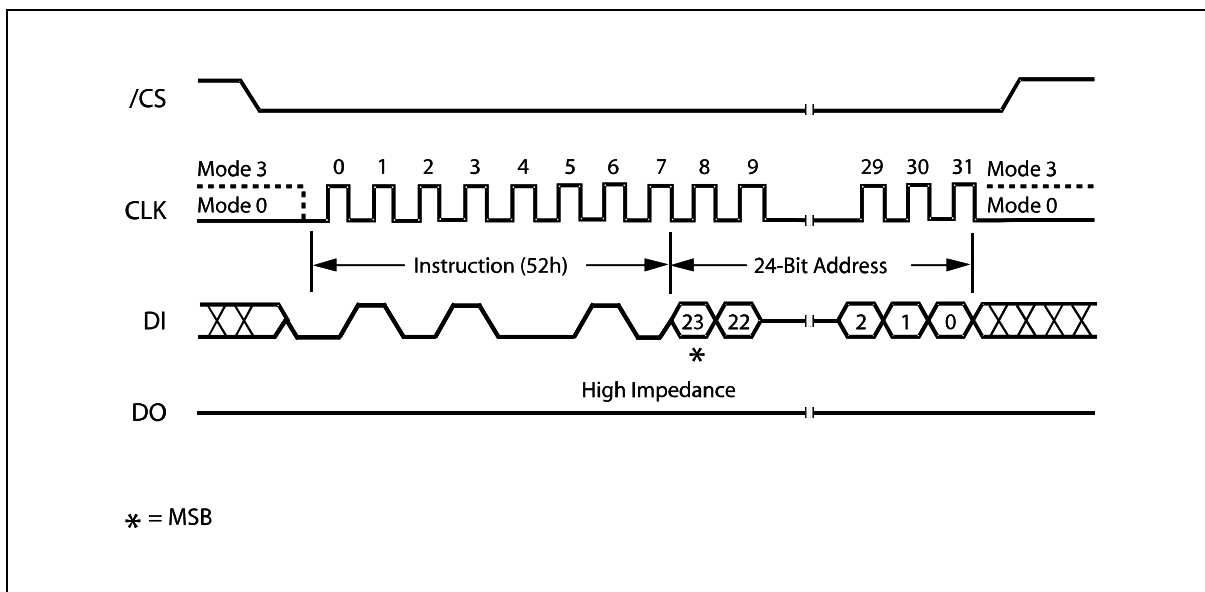 /CS
Mode 3 0 1 2 3 4 5 6 7 8 9 29 30 31 Mode 3
CLK Mode 0 Mode 0
Instruction (52h) 24-Bit Address
DI 23 22 2 1 0
*
High Impedance
DO
* = MSB